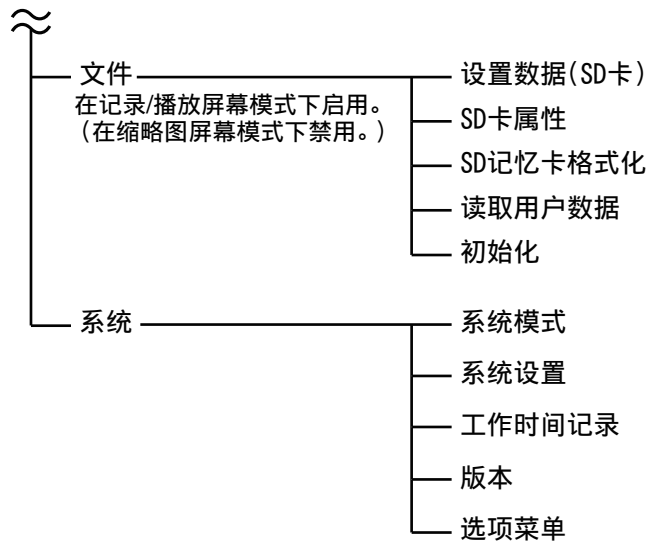 文件
在记录/播放屏幕模式下启用。
（在缩略图屏幕模式下禁用。）
设置数据(SD卡)
SD卡属性
SD记忆卡格式化
读取用户数据
初始化
系统
系统模式
系统设置
工作时间记录
版本
选项菜单